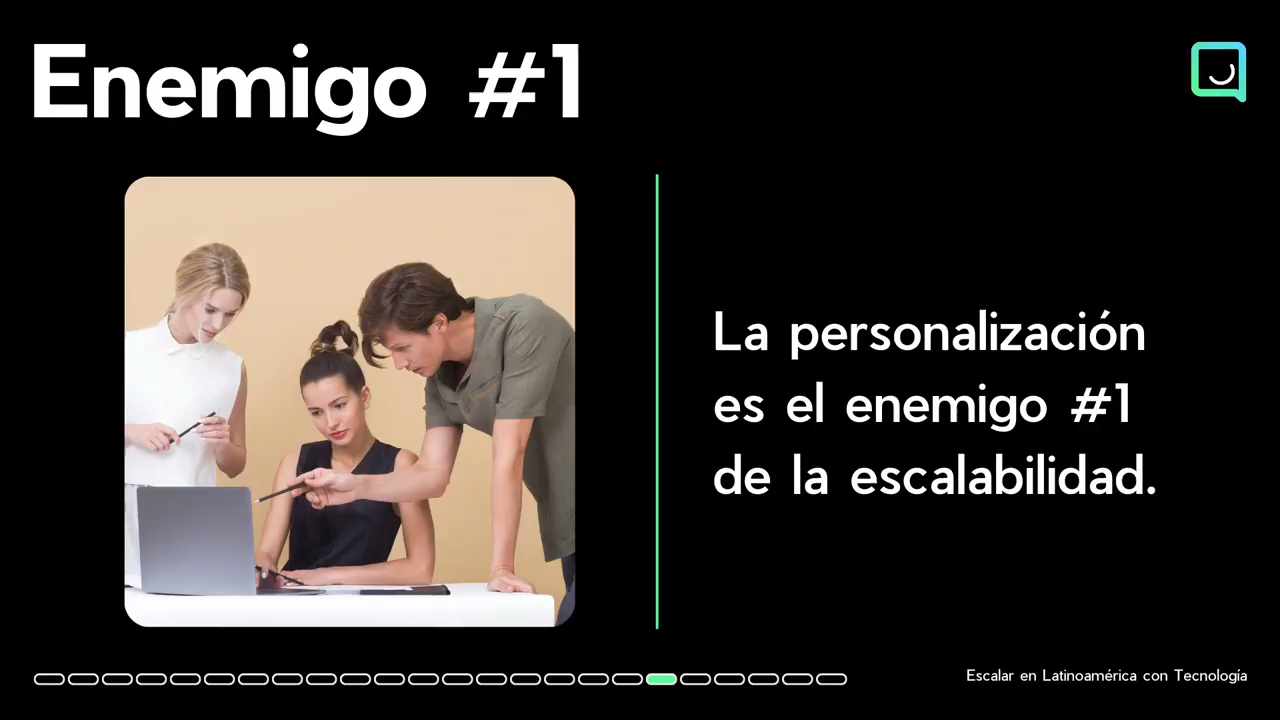 Enemigo #1
La personalización
es el enemigo #1
de la escalabilidad.
Escalar en Latinoamérica con Tecnología